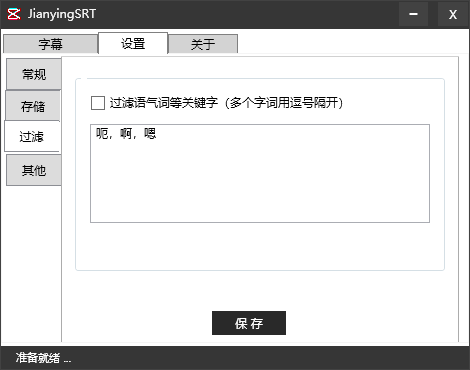 JianyingSRT
字幕
设置
关于
常规
存储
过滤
其他
过滤语气词等关键字（多个字词用逗号隔开）
呃，啊，嗯
保 存
准备就绪 ...